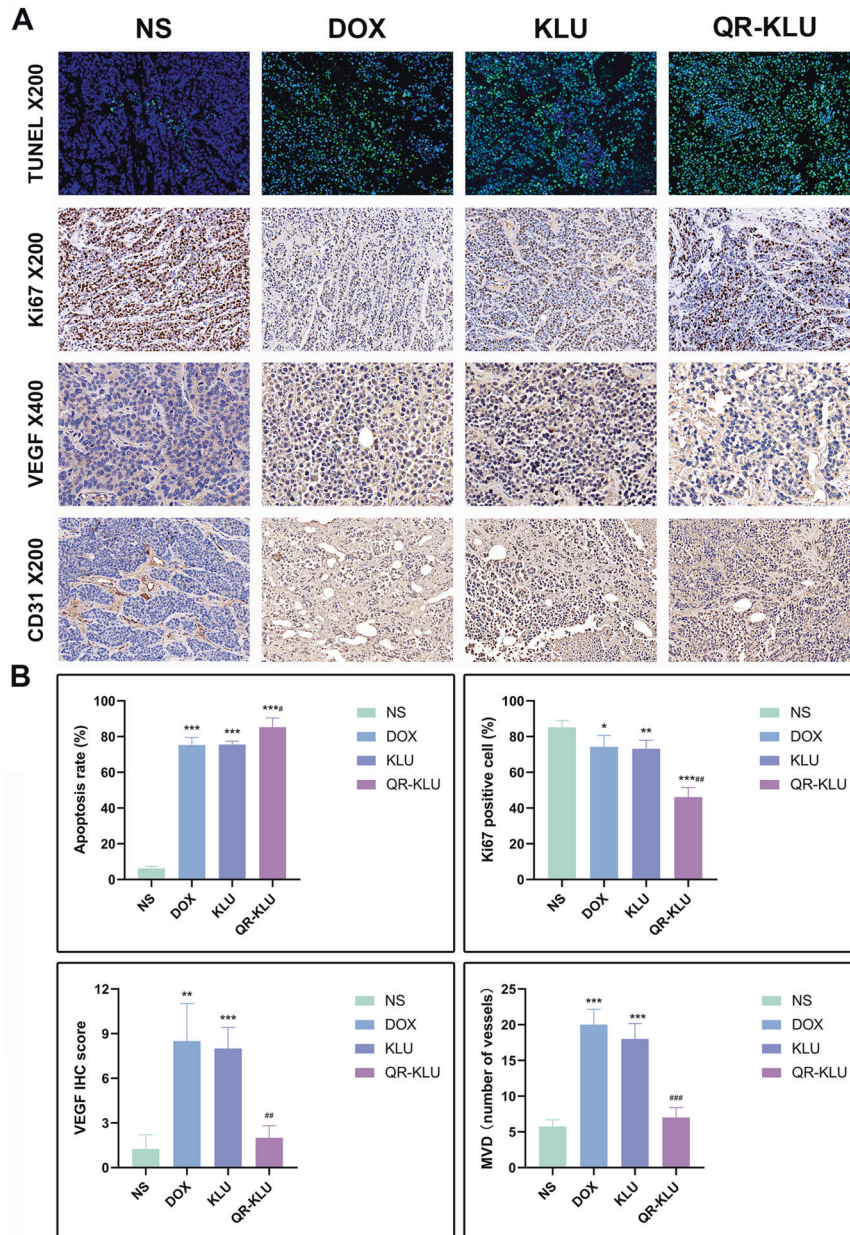 A
NS DOX KLU QR-KLU
TUNEL X200
Ki67 X200
VEGF X400
CD31 X200
B
Apoptosis rate (%)
100
80
60
40
20
0
***
***
***#
NS
DOX
KLU
QR-KLU
NS
DOX
KLU
QR-KLU
Ki67 positive cell (%)
100
80
60
40
20
0
*
**
***##
NS
DOX
KLU
QR-KLU
NS
DOX
KLU
QR-KLU
VEGF IHC score
12
9
6
3
0
**
***
##
NS
DOX
KLU
QR-KLU
NS
DOX
KLU
QR-KLU
MVD (number of vessels)
25
20
15
10
5
0
***
***
###
NS
DOX
KLU
QR-KLU
NS
DOX
KLU
QR-KLU